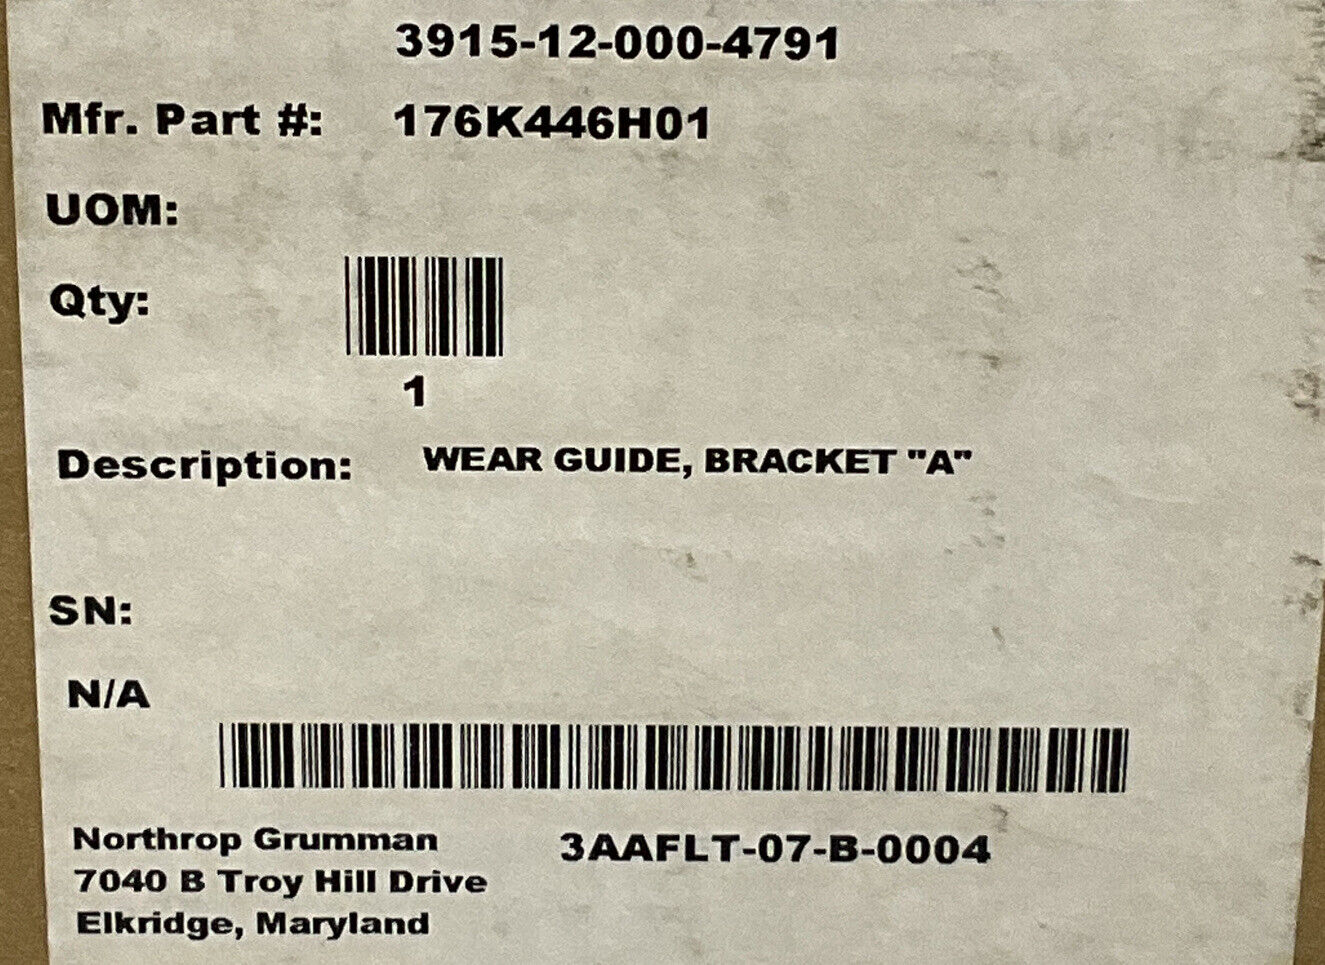 3915-12-000-4791
Mfr. Part #: 176K446H01
UOM:
Qty:
1
Description: WEAR GUIDE, BRACKET "A"
SN:
N/A
Northrop Grumman
7040 B Troy Hill Drive
Elkridge, Maryland
3AAFLT-07-B-0004